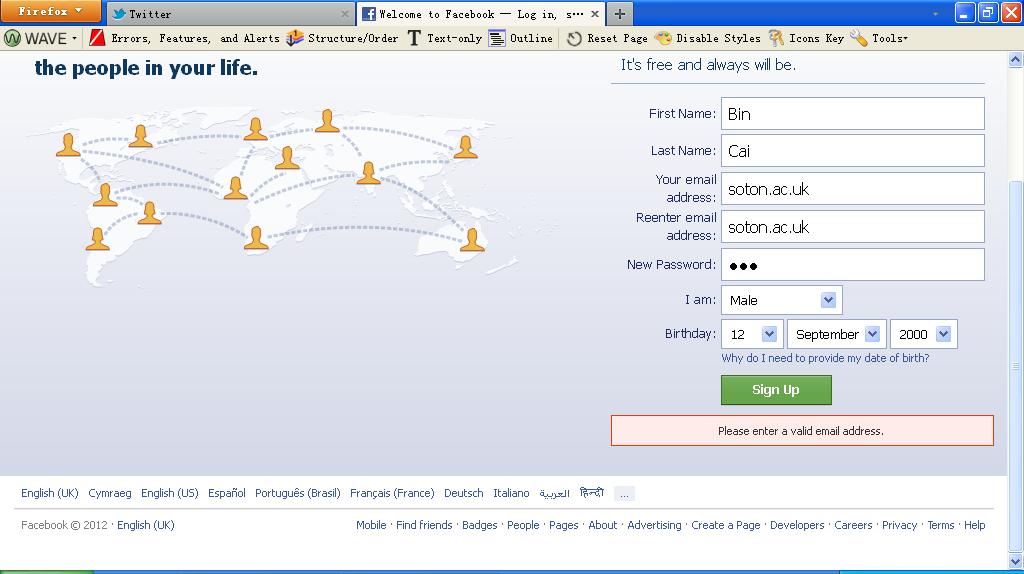 Firefox
Twitter
Welcome to Facebook — Log in, s...
WAVE Errors, Features, and Alerts Structure/Order Text-only Outline Reset Page Disable Styles Icons Key Tools
the people in your life.
It's free and always will be.
First Name: Bin
Last Name: Cai
Your email address: soton.ac.uk
Reenter email address: soton.ac.uk
New Password: ●●●
I am: Male
Birthday: 12 September 2000
Why do I need to provide my date of birth?
Sign Up
Please enter a valid email address.
English (UK) Cymraeg English (US) Español Português (Brasil) Français (France) Deutsch Italiano العربية हिन्दी ...
Facebook © 2012 · English (UK)
Mobile · Find friends · Badges · People · Pages · About · Advertising · Create a Page · Developers · Careers · Privacy · Terms · Help